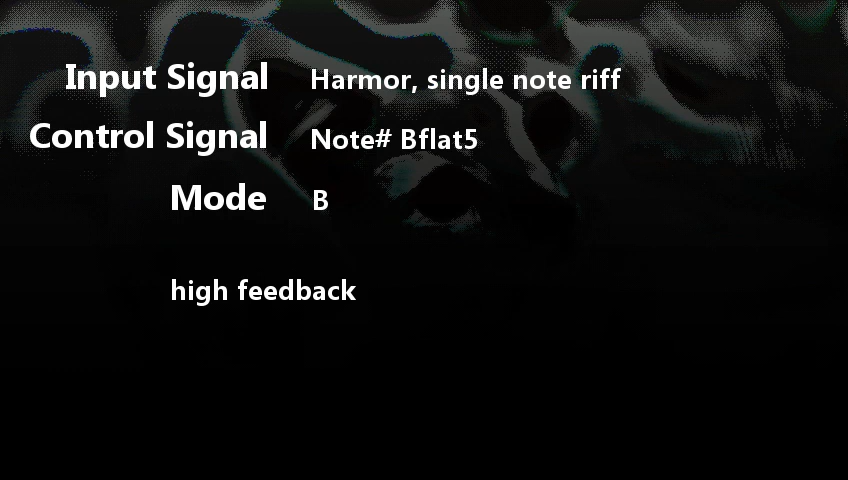 Input Signal Harmor, single note riff
Control Signal Note# Bflat5
Mode B
high feedback